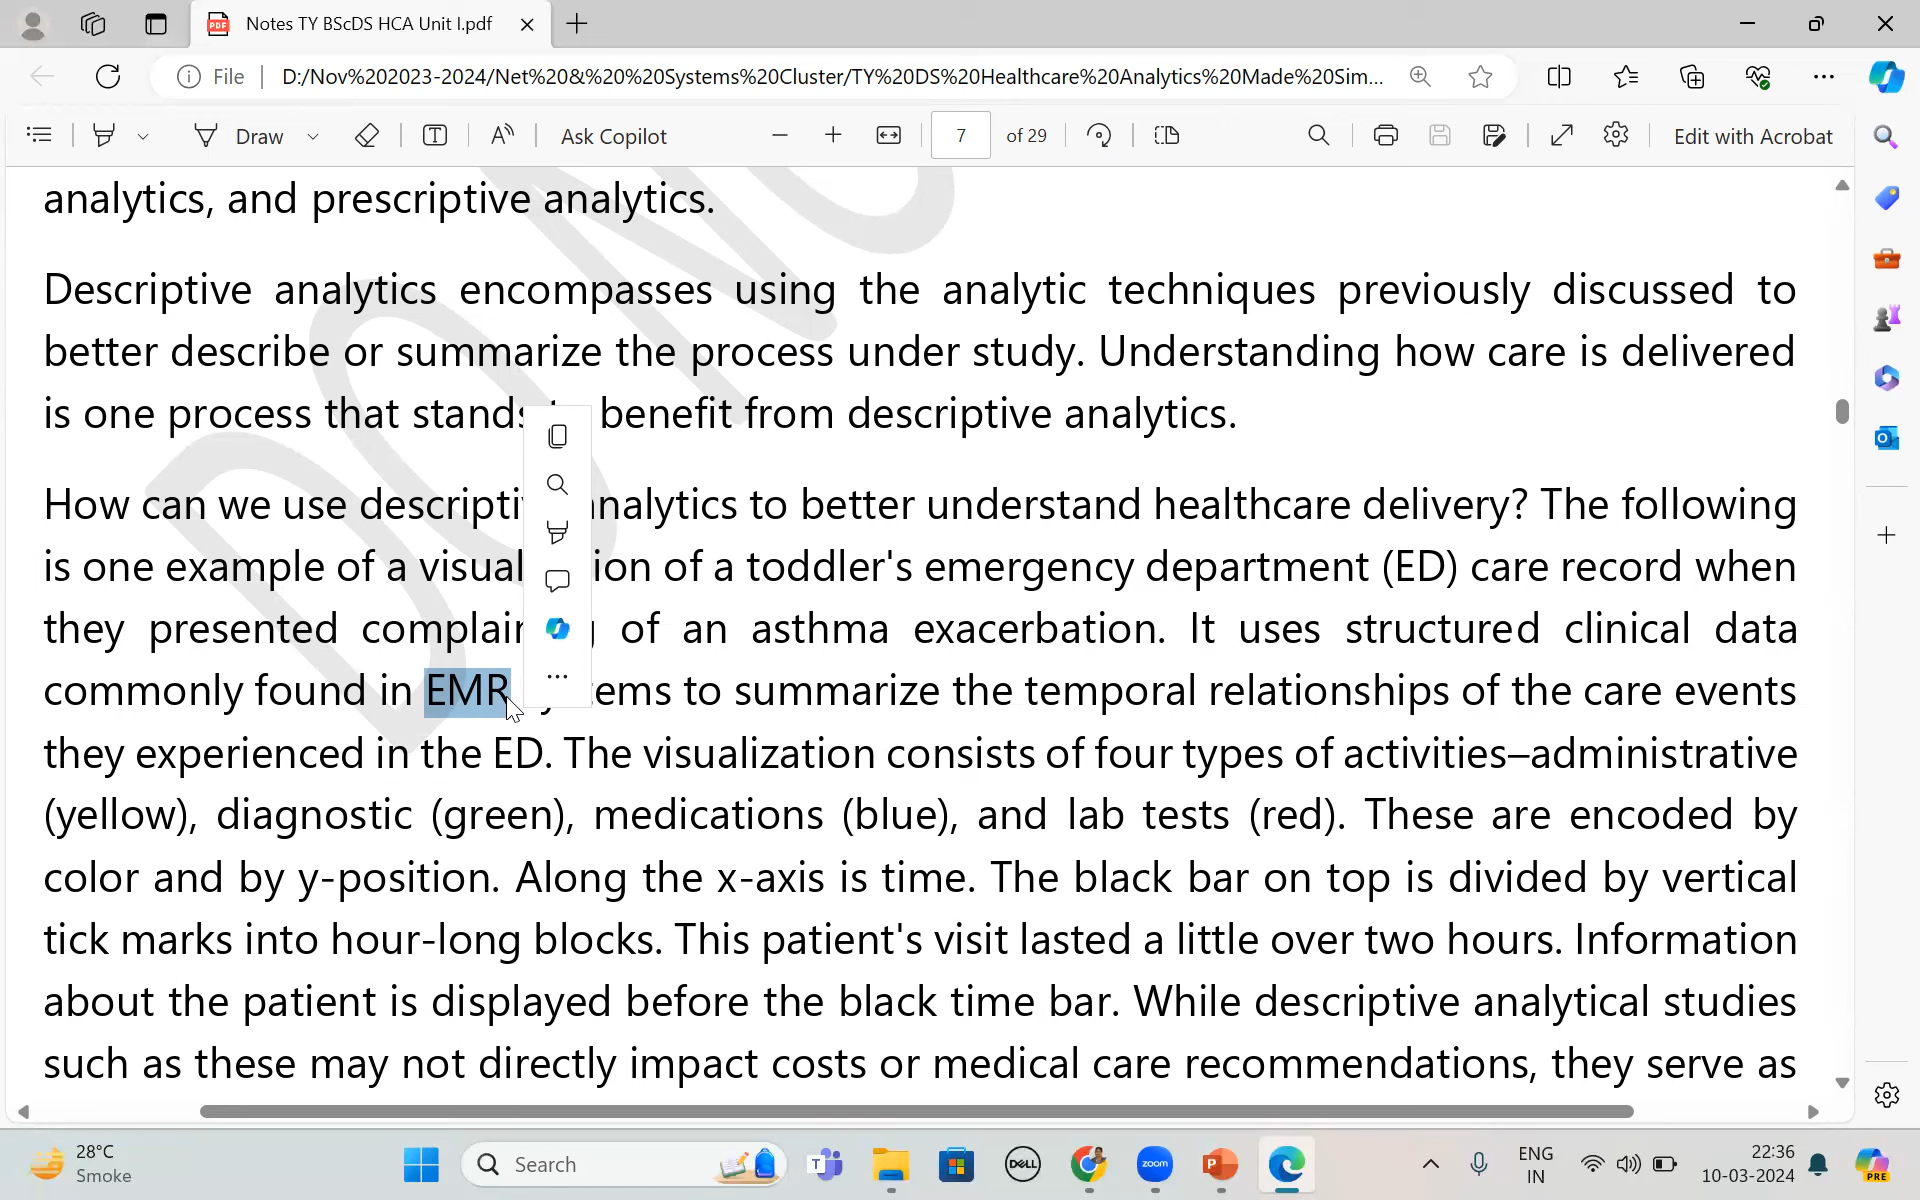 Notes TY BScDS HCA Unit I.pdf
File
D:/Nov%202023-2024/Net%20&%20%20Systems%20Cluster/TY%20DS%20Healthcare%20Analytics%20Made%20Sim...
Draw
Ask Copilot
7 of 29
Edit with Acrobat
analytics, and prescriptive analytics.
Descriptive analytics encompasses using the analytic techniques previously discussed to
better describe or summarize the process under study. Understanding how care is delivered
is one process that stands benefit from descriptive analytics.
How can we use descripti nalytics to better understand healthcare delivery? The following
is one example of a visual ion of a toddler's emergency department (ED) care record when
they presented complain of an asthma exacerbation. It uses structured clinical data
commonly found in EMR ems to summarize the temporal relationships of the care events
they experienced in the ED. The visualization consists of four types of activities–administrative
(yellow), diagnostic (green), medications (blue), and lab tests (red). These are encoded by
color and by y-position. Along the x-axis is time. The black bar on top is divided by vertical
tick marks into hour-long blocks. This patient's visit lasted a little over two hours. Information
about the patient is displayed before the black time bar. While descriptive analytical studies
such as these may not directly impact costs or medical care recommendations, they serve as
28°C
Smoke
Search
DELL
zoom
ENG
IN
22:36
10-03-2024
PRE